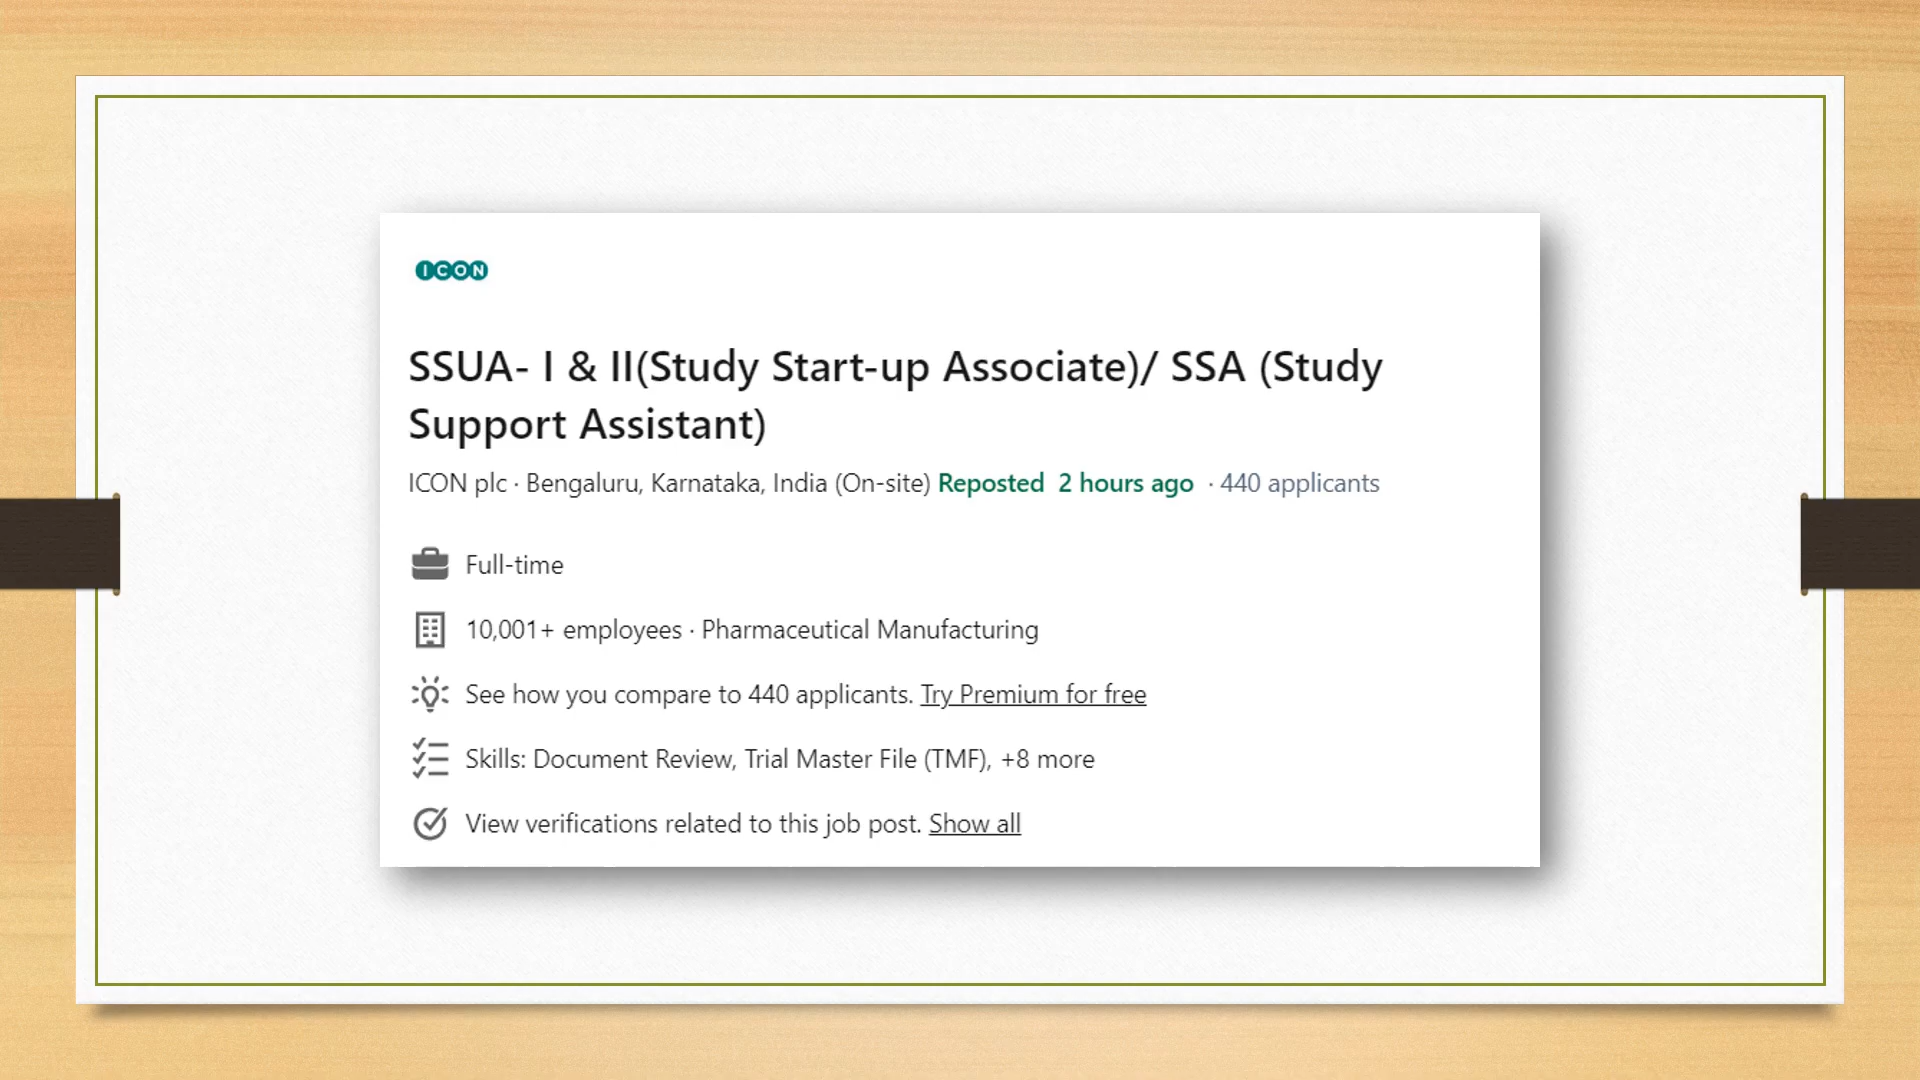 ICON
SSUA- I & II(Study Start-up Associate)/ SSA (Study
Support Assistant)
ICON plc · Bengaluru, Karnataka, India (On-site) Reposted 2 hours ago · 440 applicants
Full-time
10,001+ employees · Pharmaceutical Manufacturing
See how you compare to 440 applicants. Try Premium for free
Skills: Document Review, Trial Master File (TMF), +8 more
View verifications related to this job post. Show all